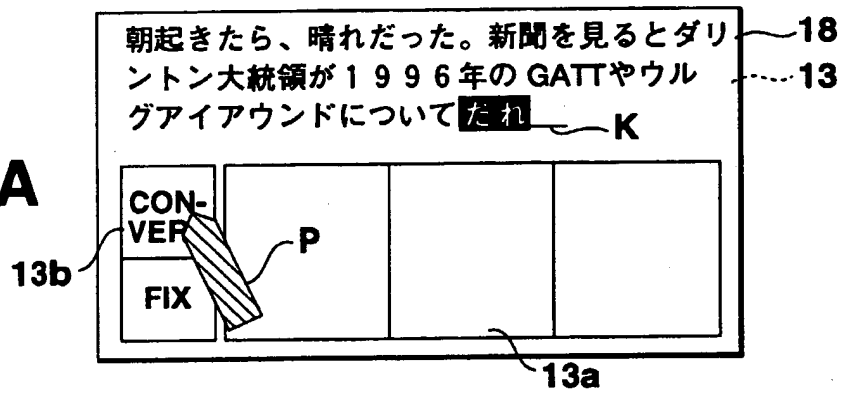 朝起きたら、晴れだった。新聞を見るとダリ
ントン大統領が1996年のGATTやウル
グアイアウンドについてたれ
18
13
K
A
CON-
VER
P
13b
FIX
13a